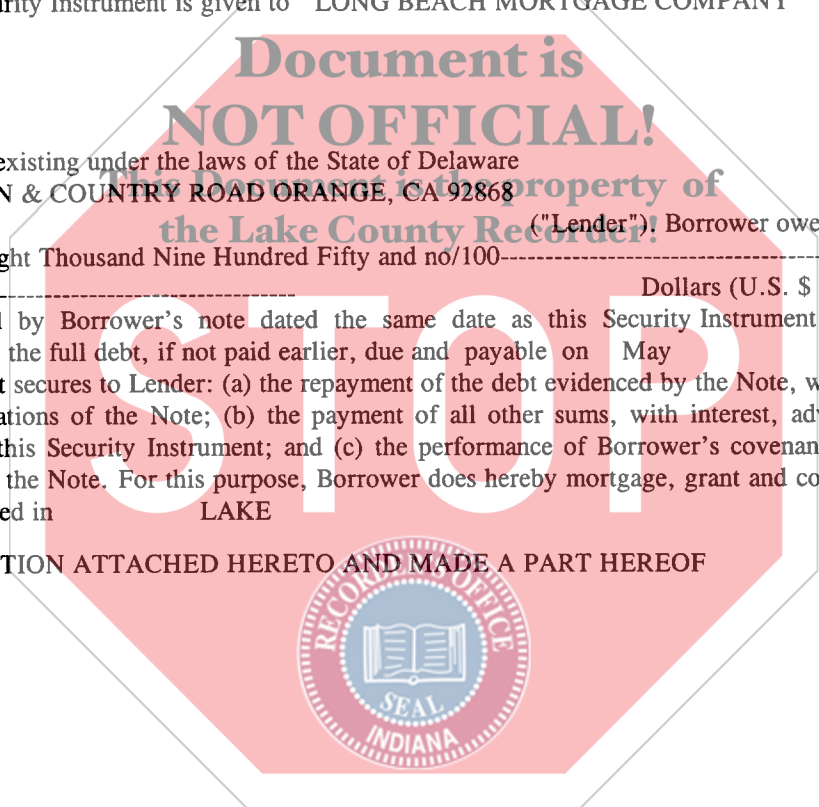 urity Instrument is given to LONG BEACH MORTGAGE COMPANY
Document is
NOT OFFICIAL!
existing under the laws of the State of Delaware
This Document is the property of
N & COUNTRY ROAD ORANGE, CA 92868
the Lake County Recorder!
("Lender"). Borrower owe
ght Thousand Nine Hundred Fifty and no/100-----------------------------------
------------------------------ Dollars (U.S. $
by Borrower's note dated the same date as this Security Instrument
the full debt, if not paid earlier, due and payable on May
t secures to Lender: (a) the repayment of the debt evidenced by the Note, w
ations of the Note; (b) the payment of all other sums, with interest, adv
this Security Instrument; and (c) the performance of Borrower's covenan
the Note. For this purpose, Borrower does hereby mortgage, grant and co
ed in LAKE
STOP
TION ATTACHED HERETO AND MADE A PART HEREOF
RECORDER'S OFFICE
SEAL
INDIANA